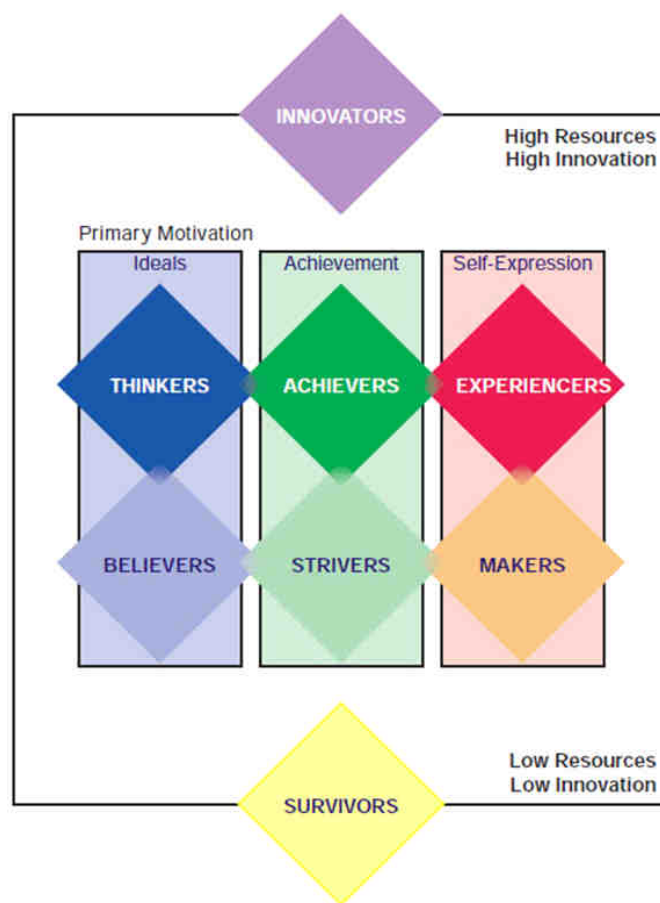 INNOVATORS
High Resources
High Innovation
Primary Motivation
Ideals
Achievement
Self-Expression
THINKERS
ACHIEVERS
EXPERIENCERS
BELIEVERS
STRIVERS
MAKERS
Low Resources
Low Innovation
SURVIVORS